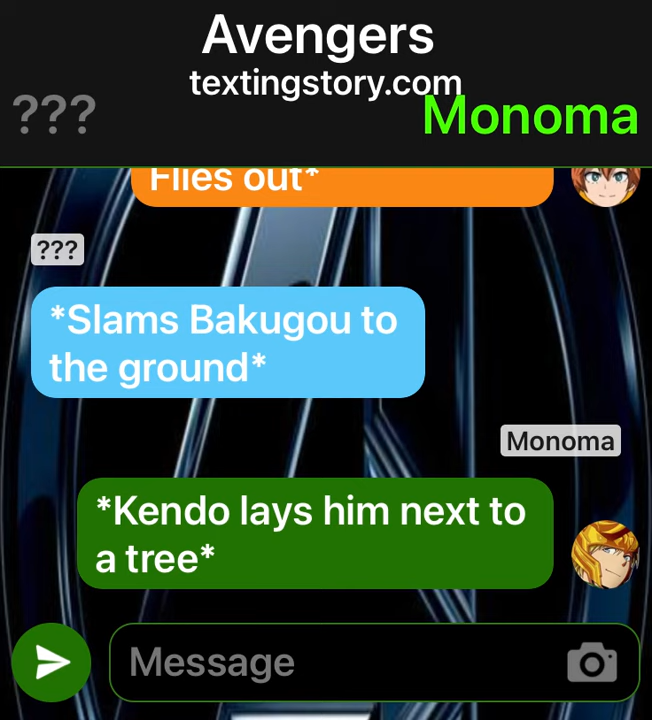 Avengers
textingstory.com
??? Monoma
Flies out*
???
*Slams Bakugou to
the ground*
Monoma
*Kendo lays him next to
a tree*
Message